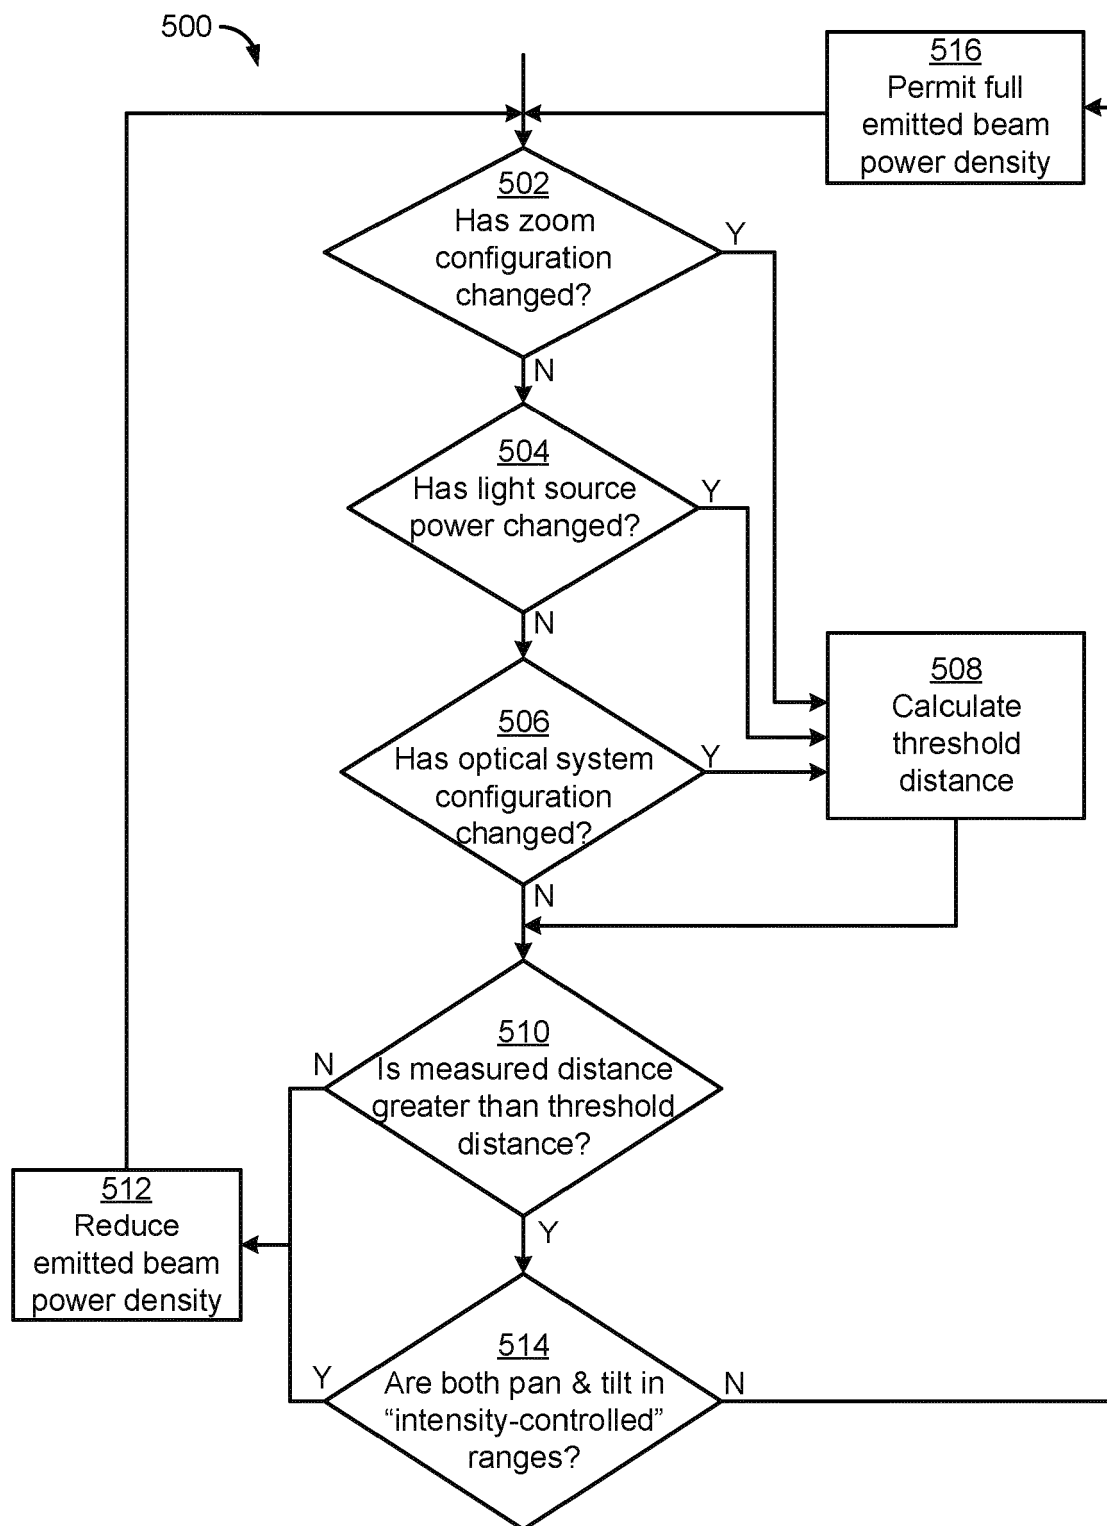 500
516
Permit full
emitted beam
power density
502
Has zoom
configuration
changed?
Y
N
504
Has light source
power changed?
Y
N
506
Has optical system
configuration
changed?
Y
N
508
Calculate
threshold
distance
510
Is measured distance
greater than threshold
distance?
N
Y
512
Reduce
emitted beam
power density
514
Are both pan & tilt in
“intensity-controlled”
ranges?
Y
N